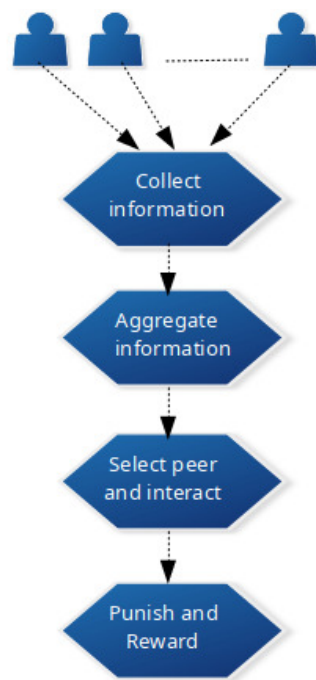 Collect
information
Aggregate
information
Select peer
and interact
Punish and
Reward